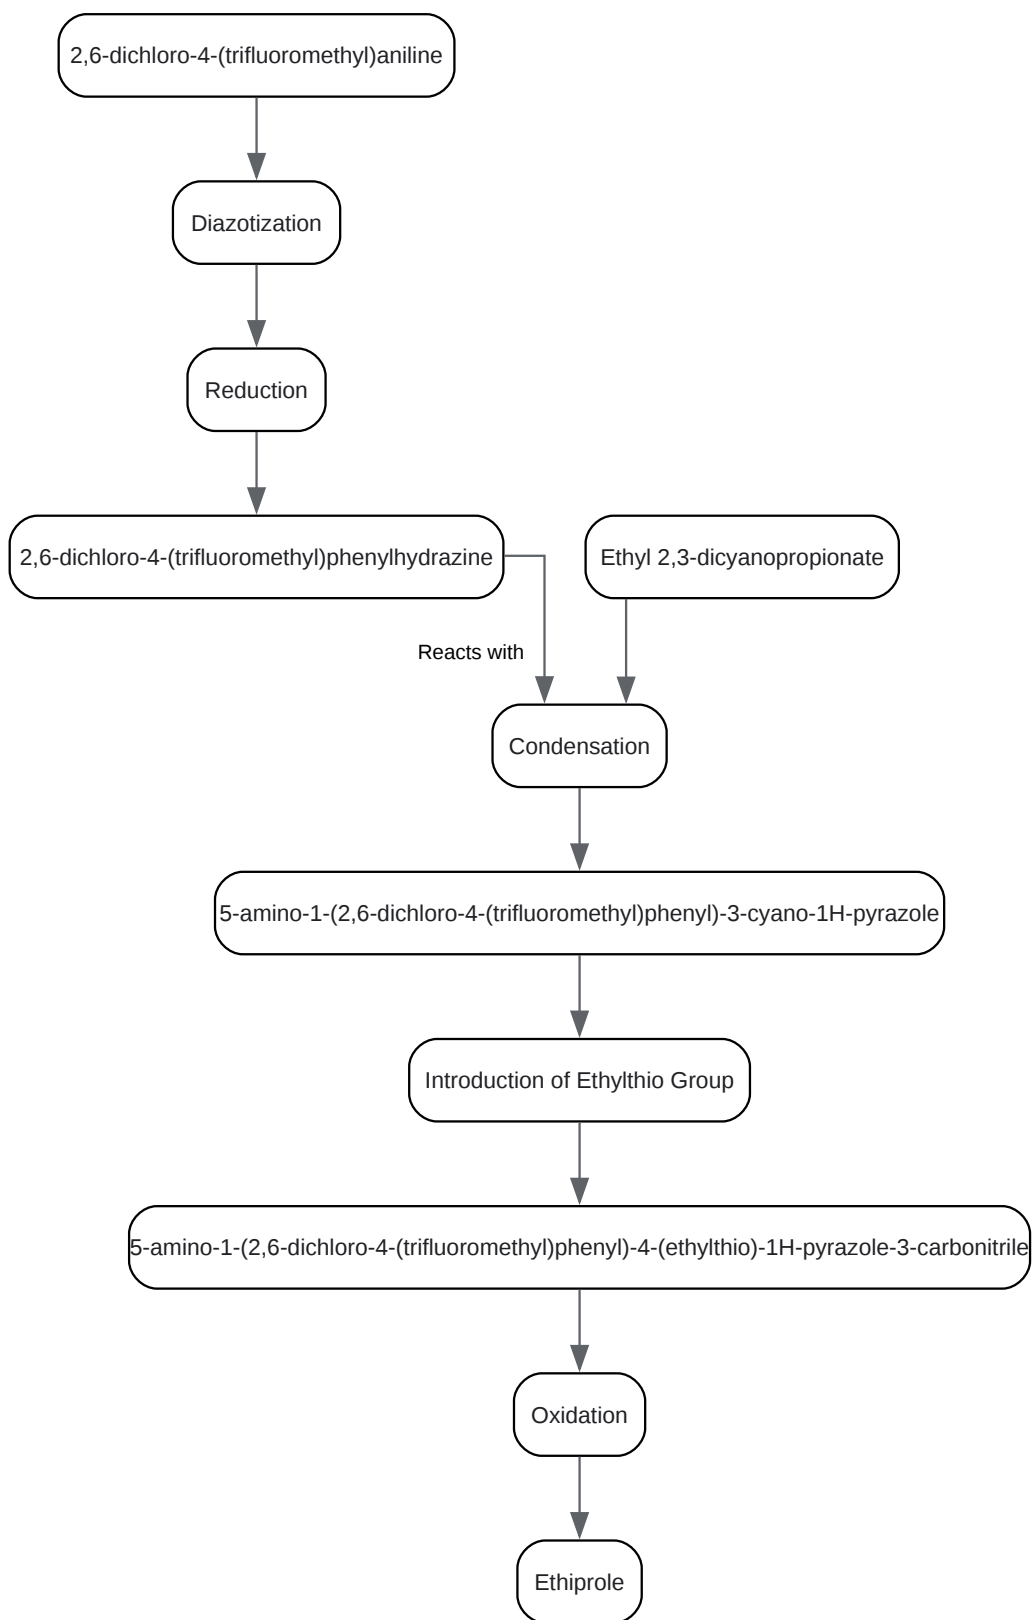 2,6-dichloro-4-(trifluoromethyl)aniline
Diazotization
Reduction
2,6-dichloro-4-(trifluoromethyl)phenylhydrazine
Ethyl 2,3-dicyanopropionate
Reacts with
Condensation
5-amino-1-(2,6-dichloro-4-(trifluoromethyl)phenyl)-3-cyano-1H-pyrazole
Introduction of Ethylthio Group
5-amino-1-(2,6-dichloro-4-(trifluoromethyl)phenyl)-4-(ethylthio)-1H-pyrazole-3-carbonitrile
Oxidation
Ethiprole